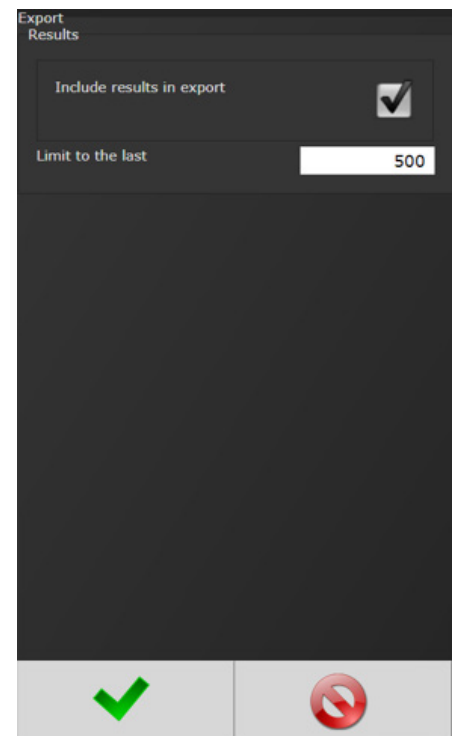 Export
Results
Include results in export
Limit to the last
500